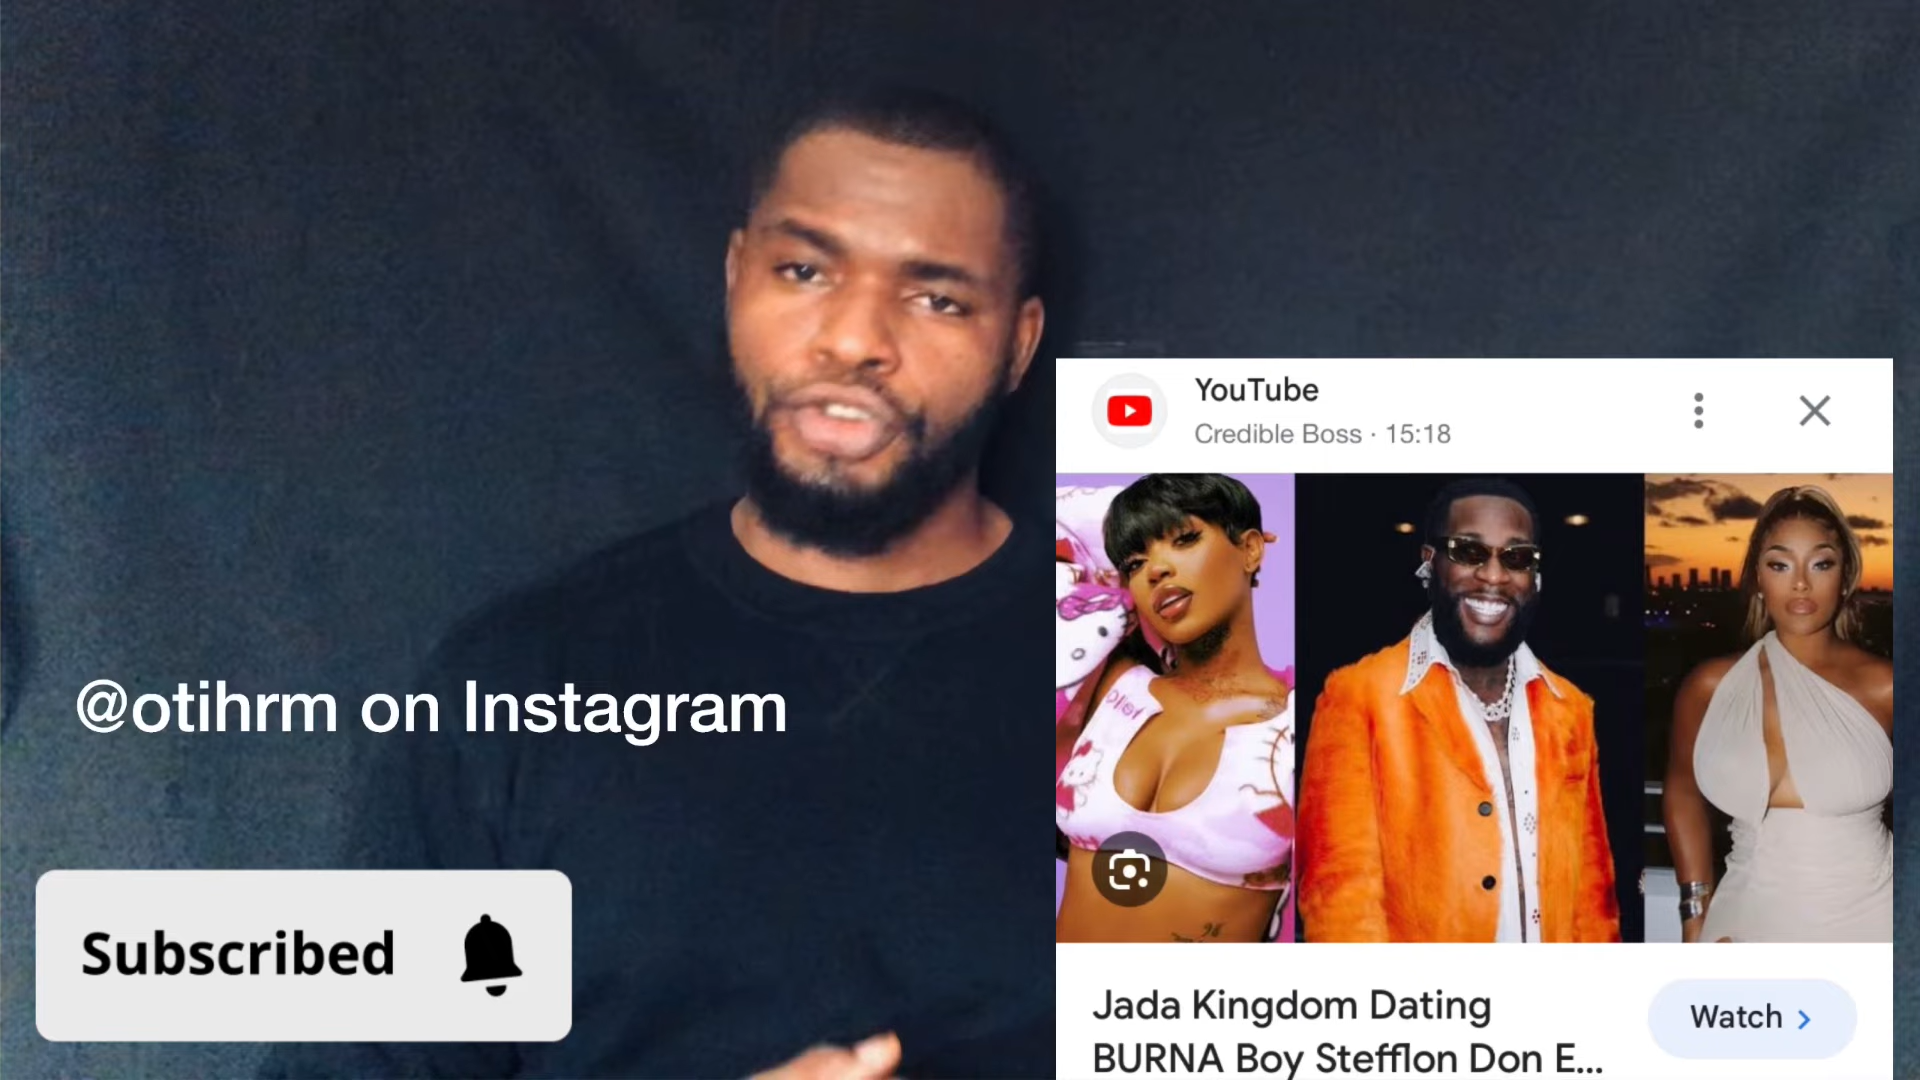 YouTube
Credible Boss · 15:18
@otihrm on Instagram
Subscribed
Jada Kingdom Dating
BURNA Boy Stefflon Don E...
Watch